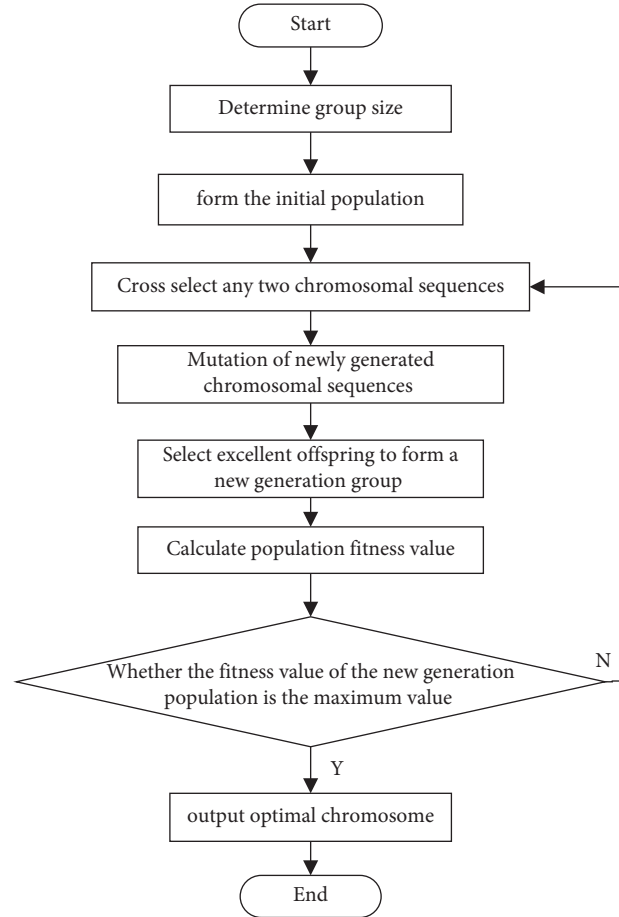 Start
Determine group size
form the initial population
Cross select any two chromosomal sequences
Mutation of newly generated
chromosomal sequences
Select excellent offspring to form a
new generation group
Calculate population fitness value
Whether the fitness value of the new generation
population is the maximum value
N
Y
output optimal chromosome
End